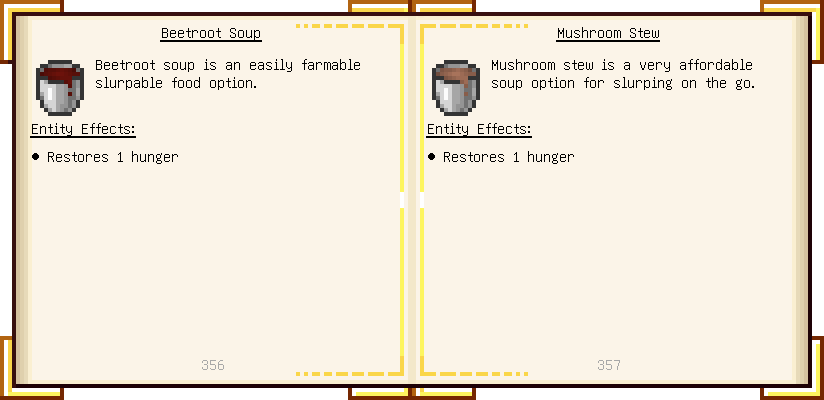 Beetroot Soup
Beetroot soup is an easily farmable
slurpable food option.
Entity Effects:
● Restores 1 hunger
356
Mushroom Stew
Mushroom stew is a very affordable
soup option for slurping on the go.
Entity Effects:
● Restores 1 hunger
357